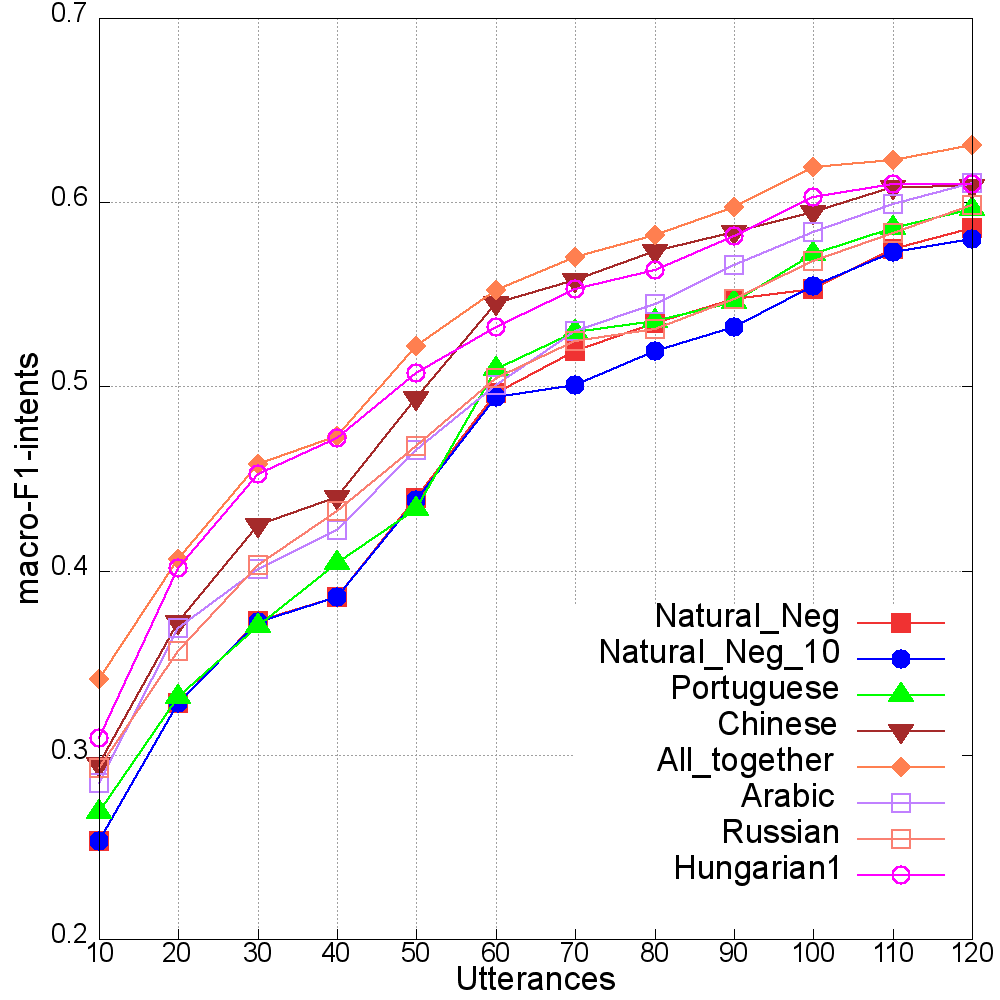 0.7
0.6
0.5
0.4
0.3
0.2
macro-F1-intents
Natural_Neg
Natural_Neg_10
Portuguese
Chinese
All_together
Arabic
Russian
Hungarian1
10 20 30 40 50 60 70 80 90 100 110 120
Utterances